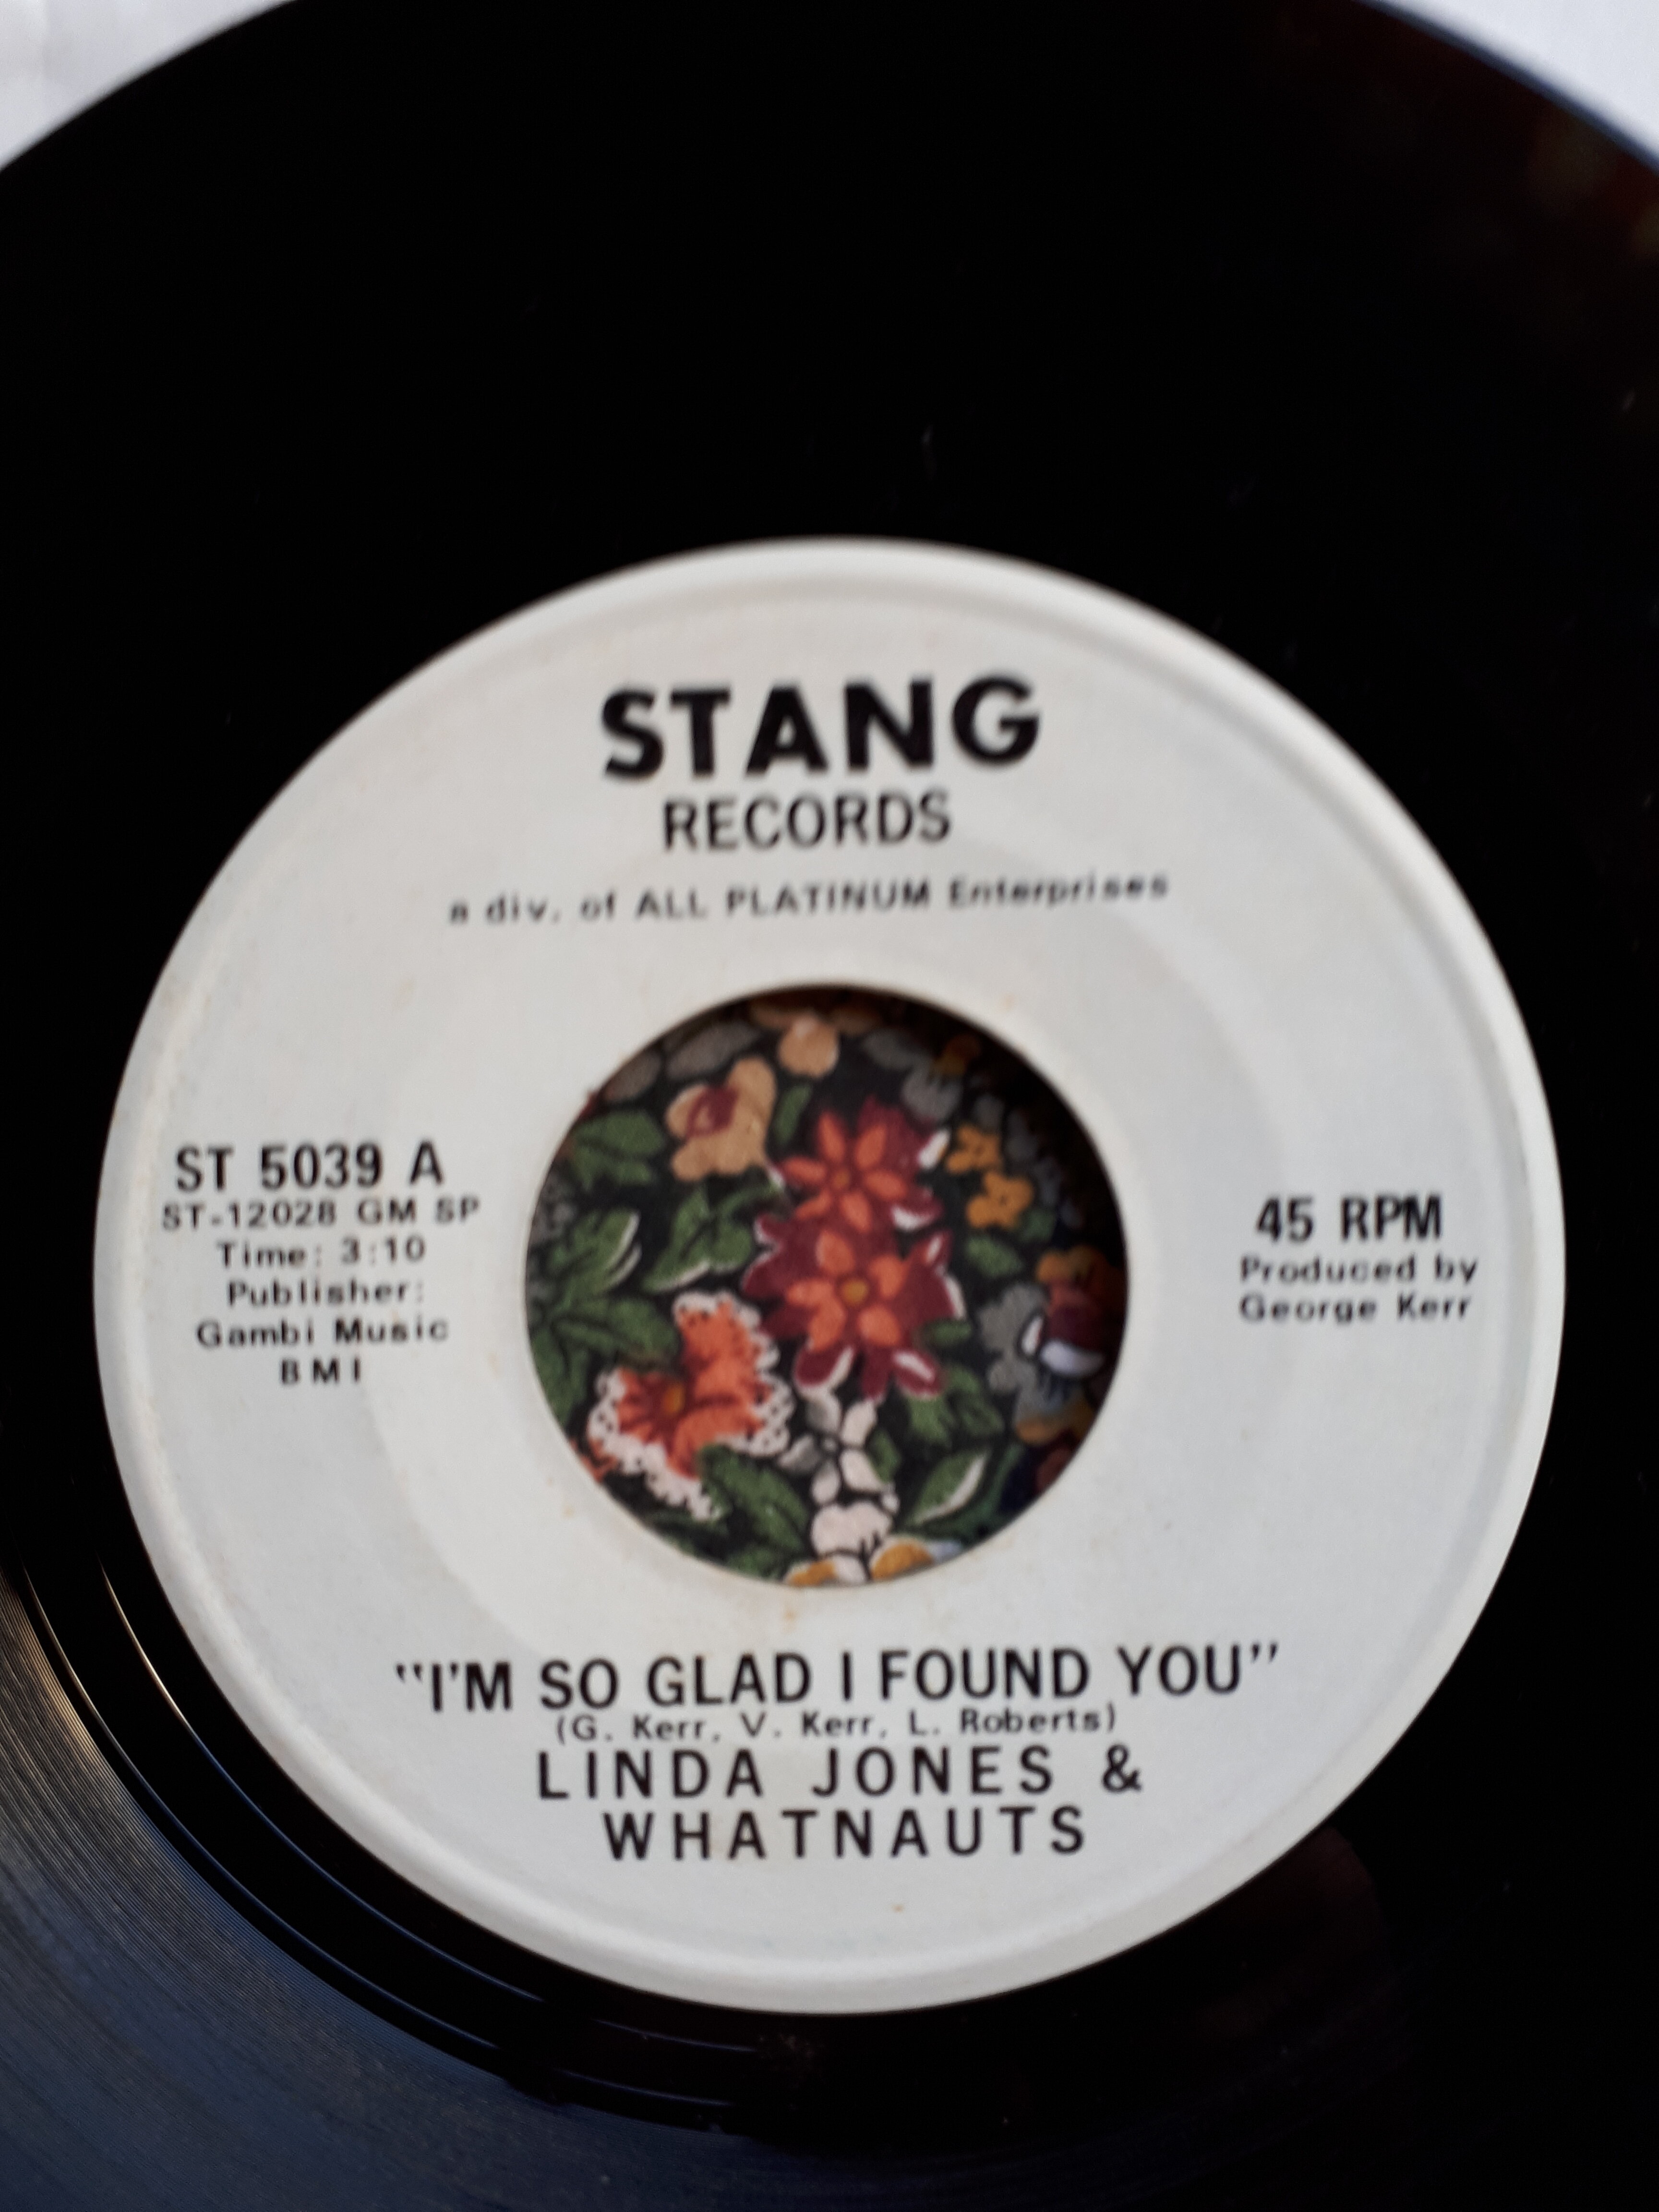 STANG
RECORDS
a div. of ALL PLATINUM Enterprises
ST 5039 A
ST-12028 GM SP
Time: 3:10
Publisher:
Gambi Music
BMI
45 RPM
Produced by
George Kerr
"I'M SO GLAD I FOUND YOU"
(G. Kerr, V. Kerr, L. Roberts)
LINDA JONES &
WHATNAUTS